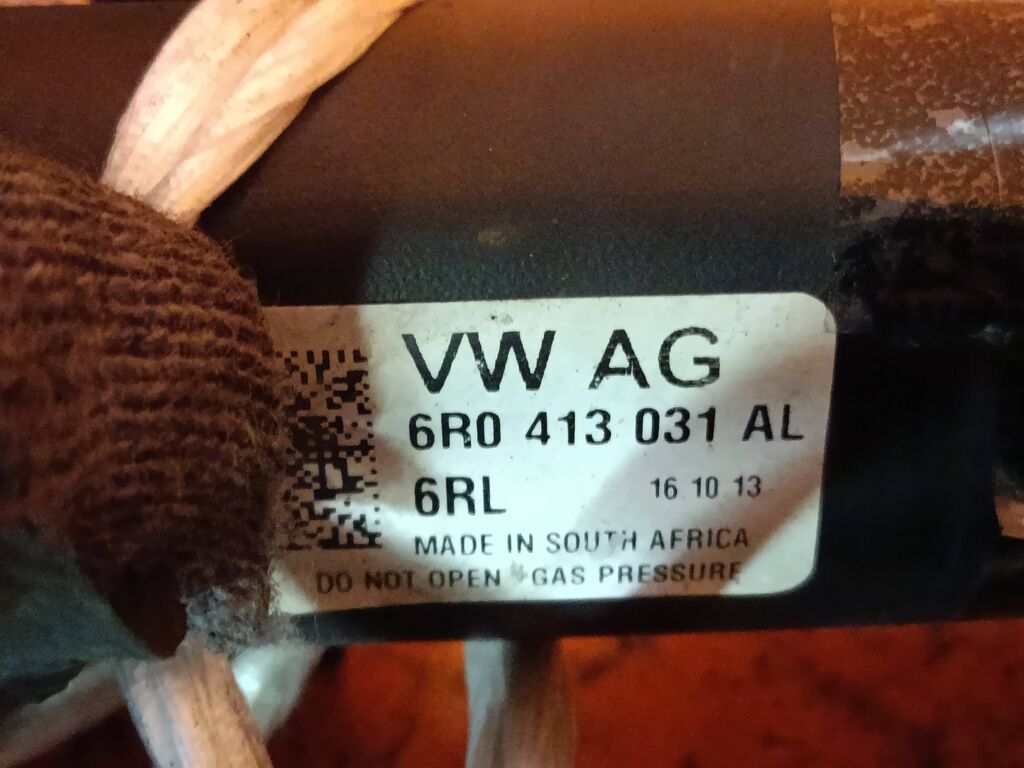 VW AG
6R0 413 031 AL
6RL 16 10 13
MADE IN SOUTH AFRICA
DO NOT OPEN GAS PRESSURE